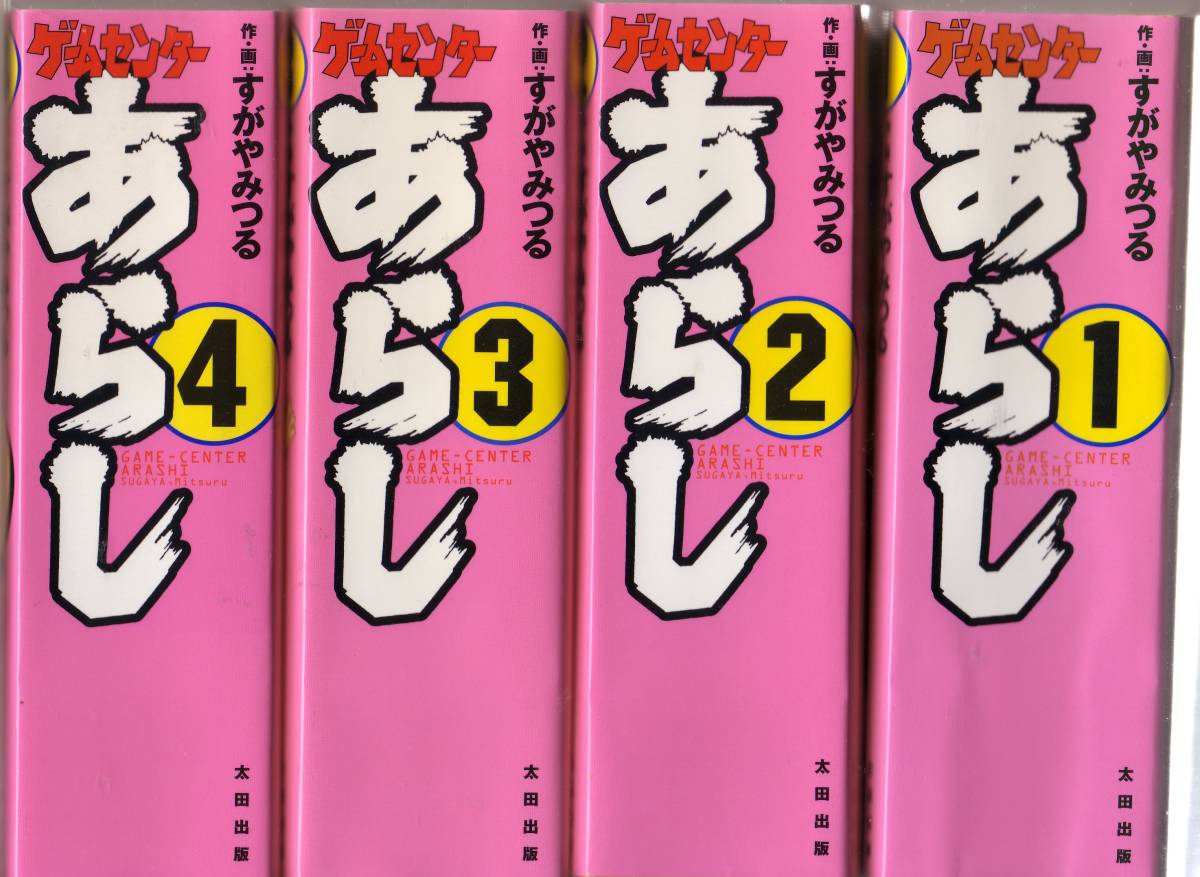 ゲームセンター
あらし
作・画:すがやみつる
4
GAME-CENTER
ARASHI
SUGAYA,Mitsuru
太田出版
ゲームセンター
あらし
作・画:すがやみつる
3
GAME-CENTER
ARASHI
SUGAYA,Mitsuru
太田出版
ゲームセンター
あらし
作・画:すがやみつる
2
GAME-CENTER
ARASHI
SUGAYA,Mitsuru
太田出版
ゲームセンター
あらし
作・画:すがやみつる
1
GAME-CENTER
ARASHI
SUGAYA,Mitsuru
太田出版